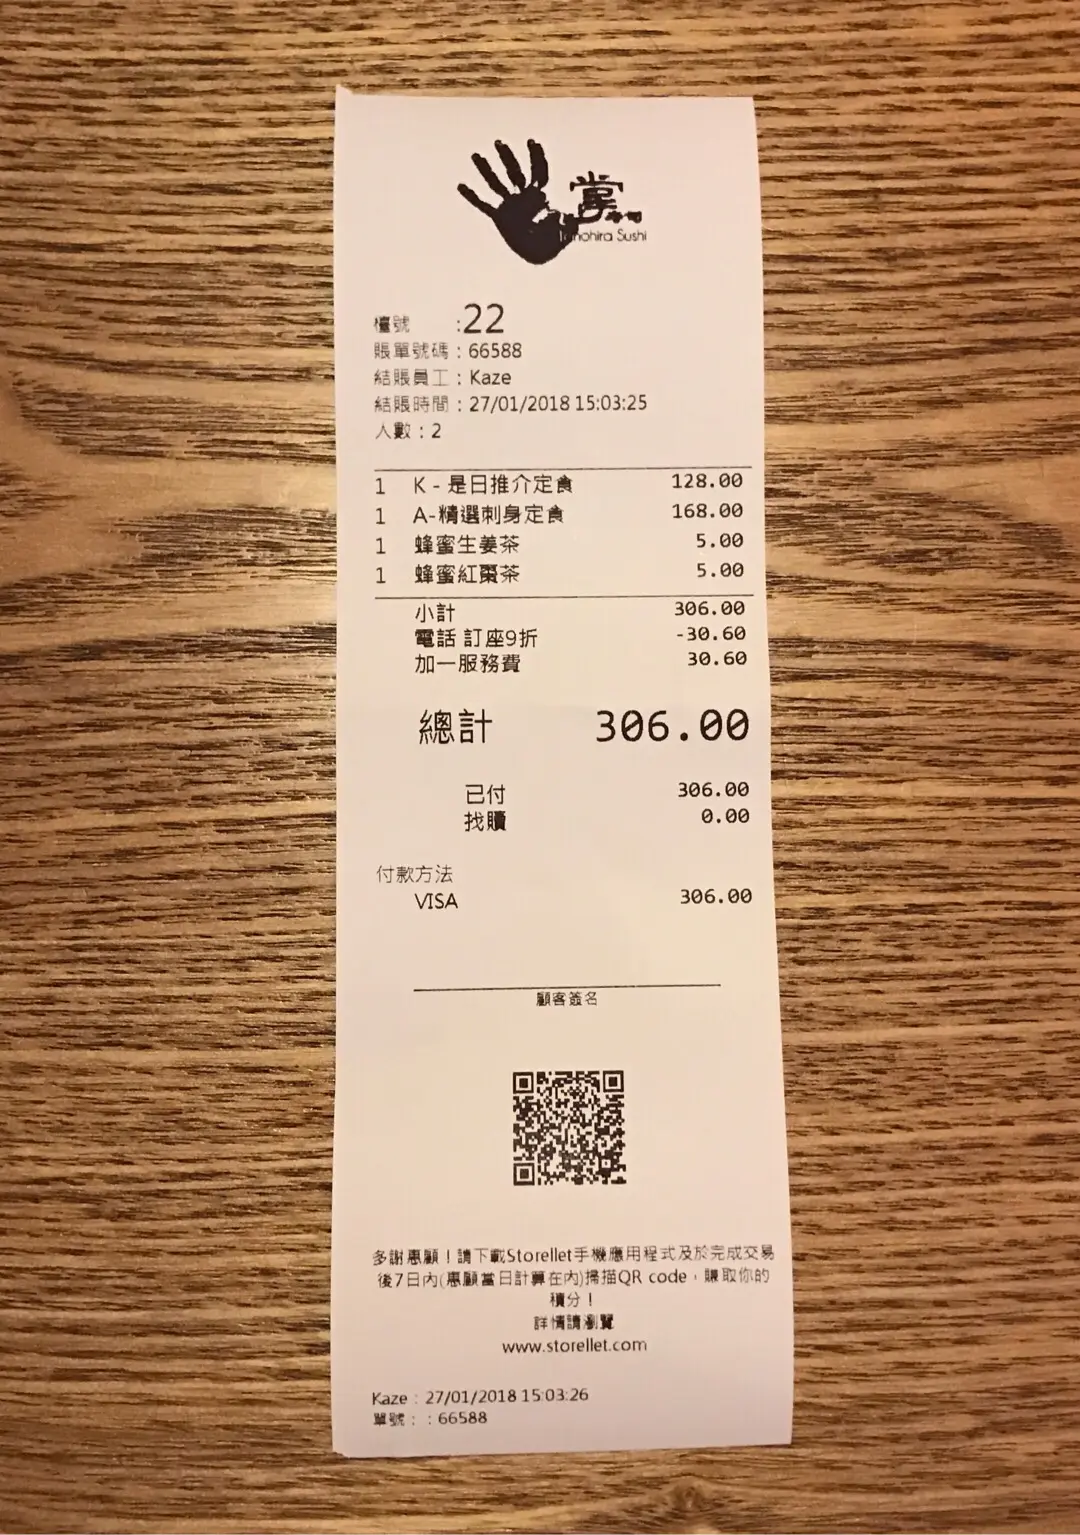 掌
Tanohira Sushi
檯號 :22
賬單號碼 : 66588
結賬員工 : Kaze
結賬時間 : 27/01/2018 15:03:25
人數 : 2
1 K - 是日推介定食 128.00
1 A-精選刺身定食 168.00
1 蜂蜜生姜茶 5.00
1 蜂蜜紅棗茶 5.00
小計 306.00
電話 訂座9折 -30.60
加一服務費 30.60
總計 306.00
已付 306.00
找贖 0.00
付款方法
VISA 306.00
顧客簽名
多謝惠顧！請下載Storellet手機應用程式及於完成交易
後7日內(惠顧當日計算在內)掃描QR code，賺取你的
積分！
詳情請瀏覽
www.storellet.com
Kaze : 27/01/2018 15:03:26
單號 : : 66588